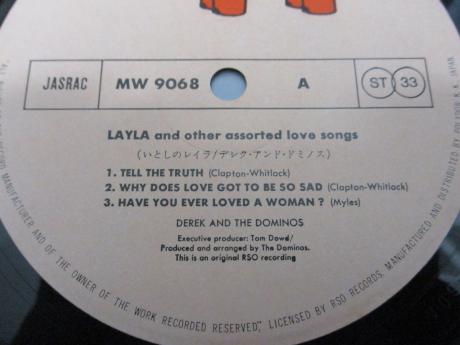 JASRAC MW 9068 A ST 33
LAYLA and other assorted love songs
(いとしのレイラ/デレク・アンド・ドミノス)
1. TELL THE TRUTH (Clapton-Whitlock)
2. WHY DOES LOVE GOT TO BE SO SAD (Clapton-Whitlock)
3. HAVE YOU EVER LOVED A WOMAN ? (Myles)
DEREK AND THE DOMINOS
Executive producer: Tom Dowd/
Produced and arranged by The Dominos.
This is an original RSO recording
MANUFACTURER AND OF THE OWNER OF THE WORK RECORDED RESERVED", LICENSED BY RSO RECORDS. MANUFACTURED AND DISTRIBUTED BY POLYDOR K. K. JAPAN